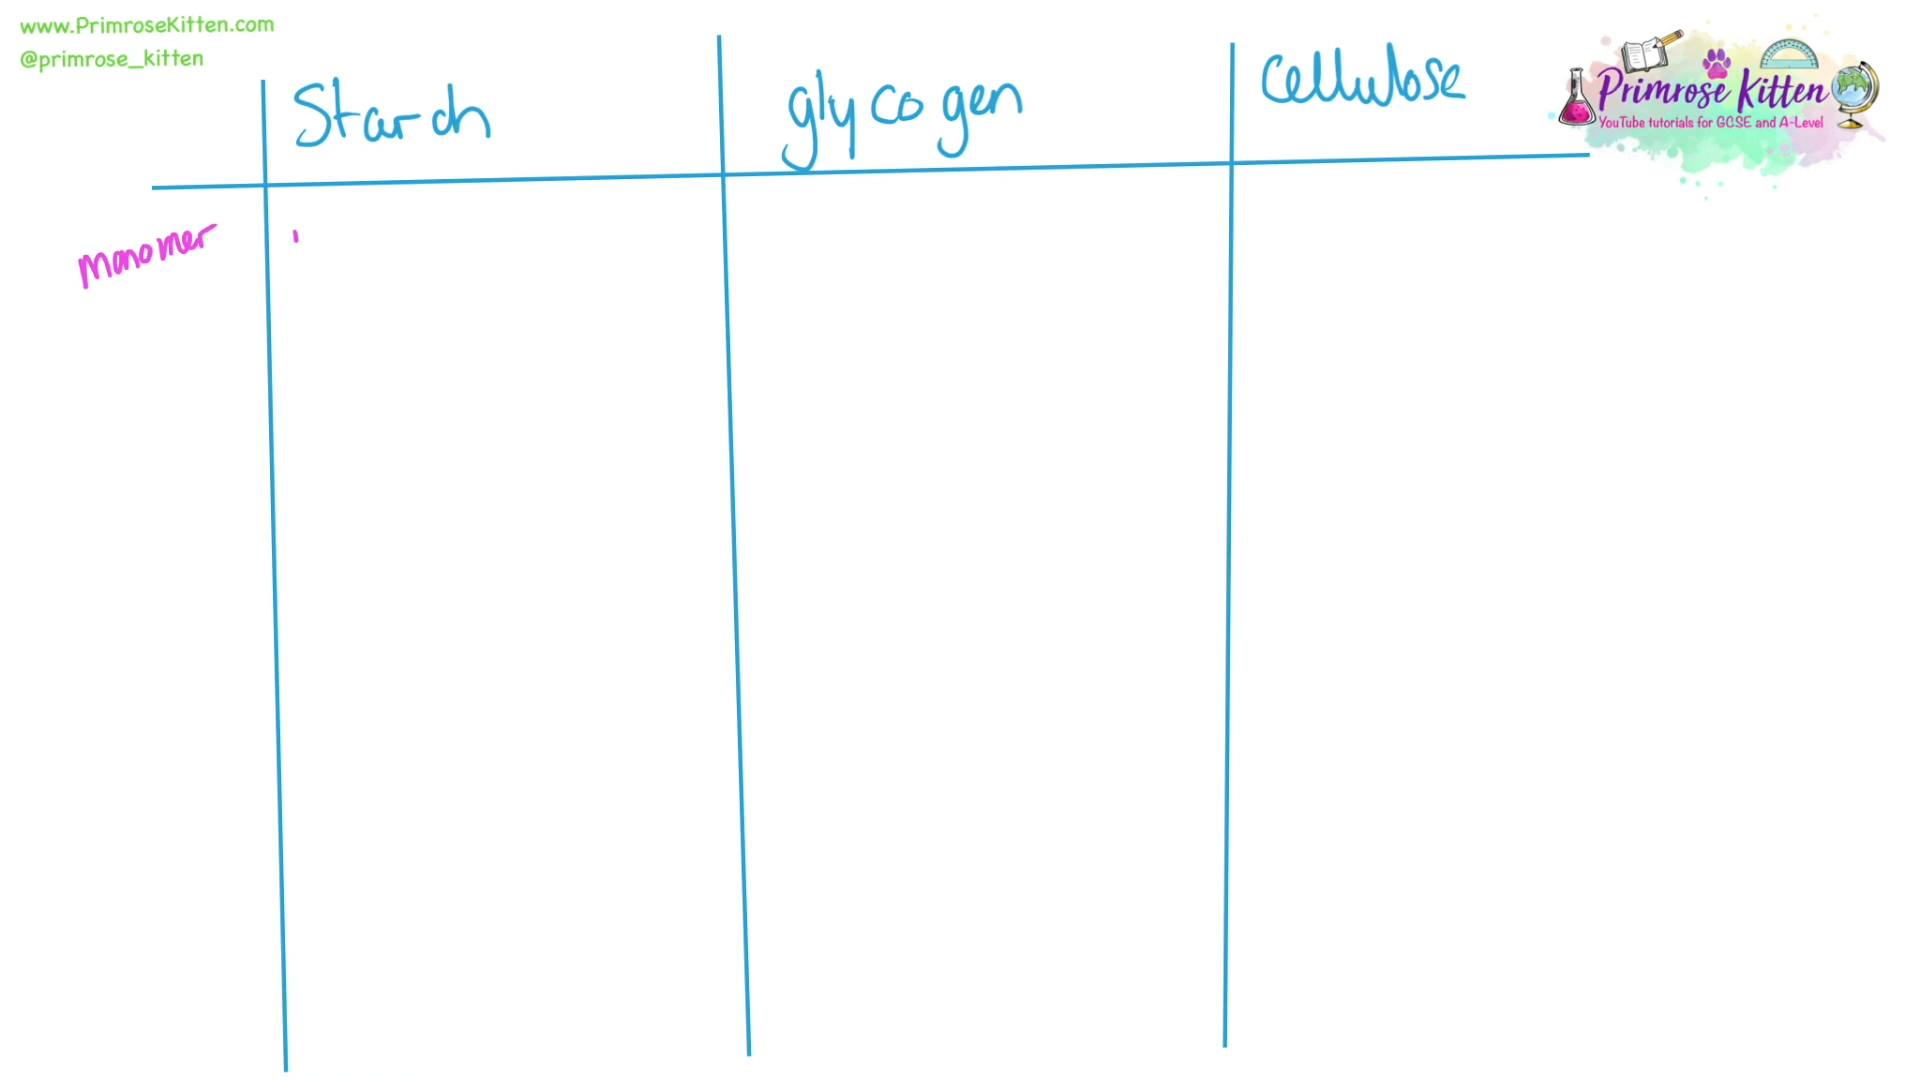 www.PrimroseKitten.com
@primrose_kitten
Starch
glycogen
cellulose
Primrose Kitten
YouTube tutorials for GCSE and A-Level
monomer